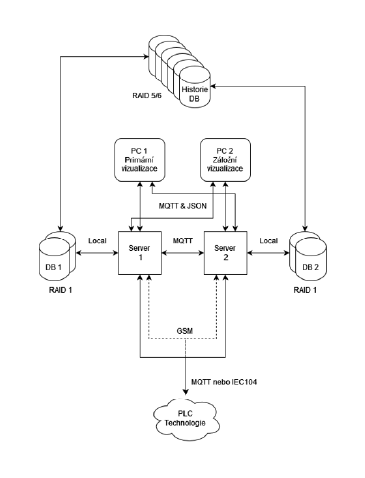 Historie
DB
RAID 5/6
PC 1
Primární
vizualizace
PC 2
Záložní
vizualizace
MQTT & JSON
Local
Server
1
MQTT
Server
2
Local
DB 1
DB 2
RAID 1
RAID 1
GSM
MQTT nebo IEC104
PLC
Technologie